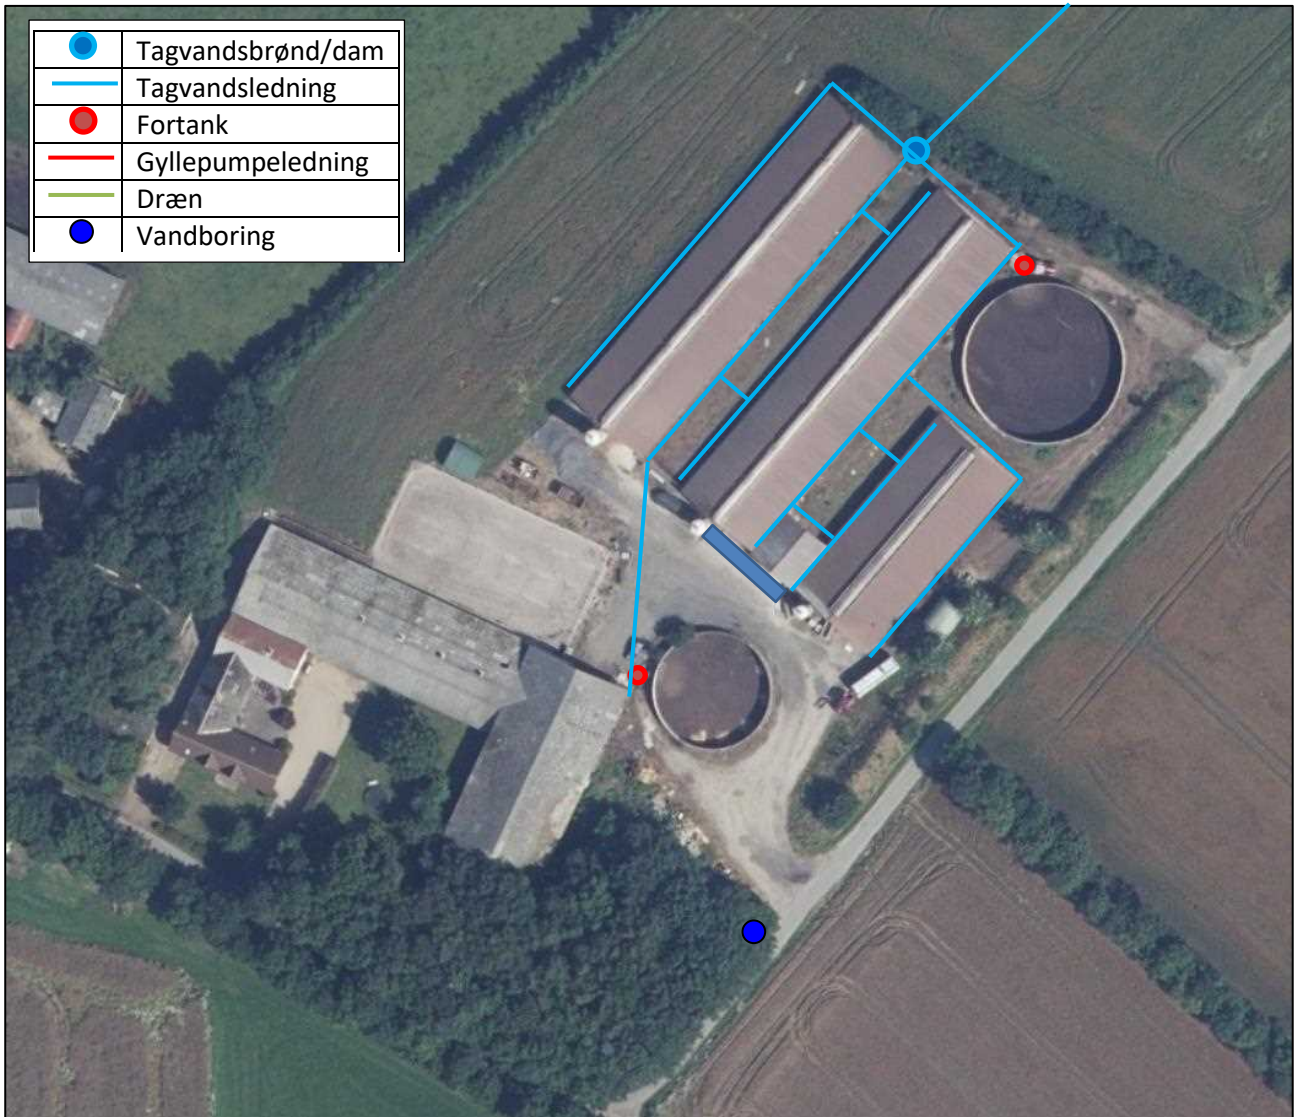 Tagvandsbrønd/dam
Tagvandsledning
Fortank
Gyllepumpeledning
Dræn
Vandboring